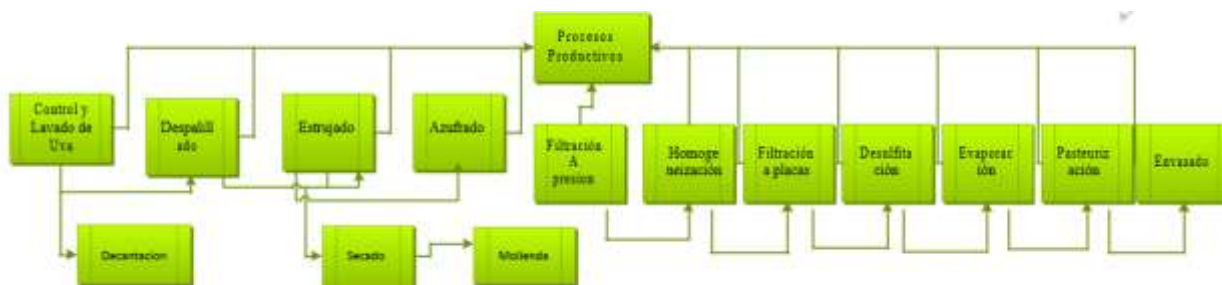 Procesos
Productivos
Control y
Lavado de
Uva
Despalill
ado
Estrujado
Azufrado
Filtración
A
presion
Homoge
neización
Filtración
a placas
Desulfita
ción
Evaporac
ión
Pasteuriz
ación
Envasado
Decantacion
Secado
Molienda